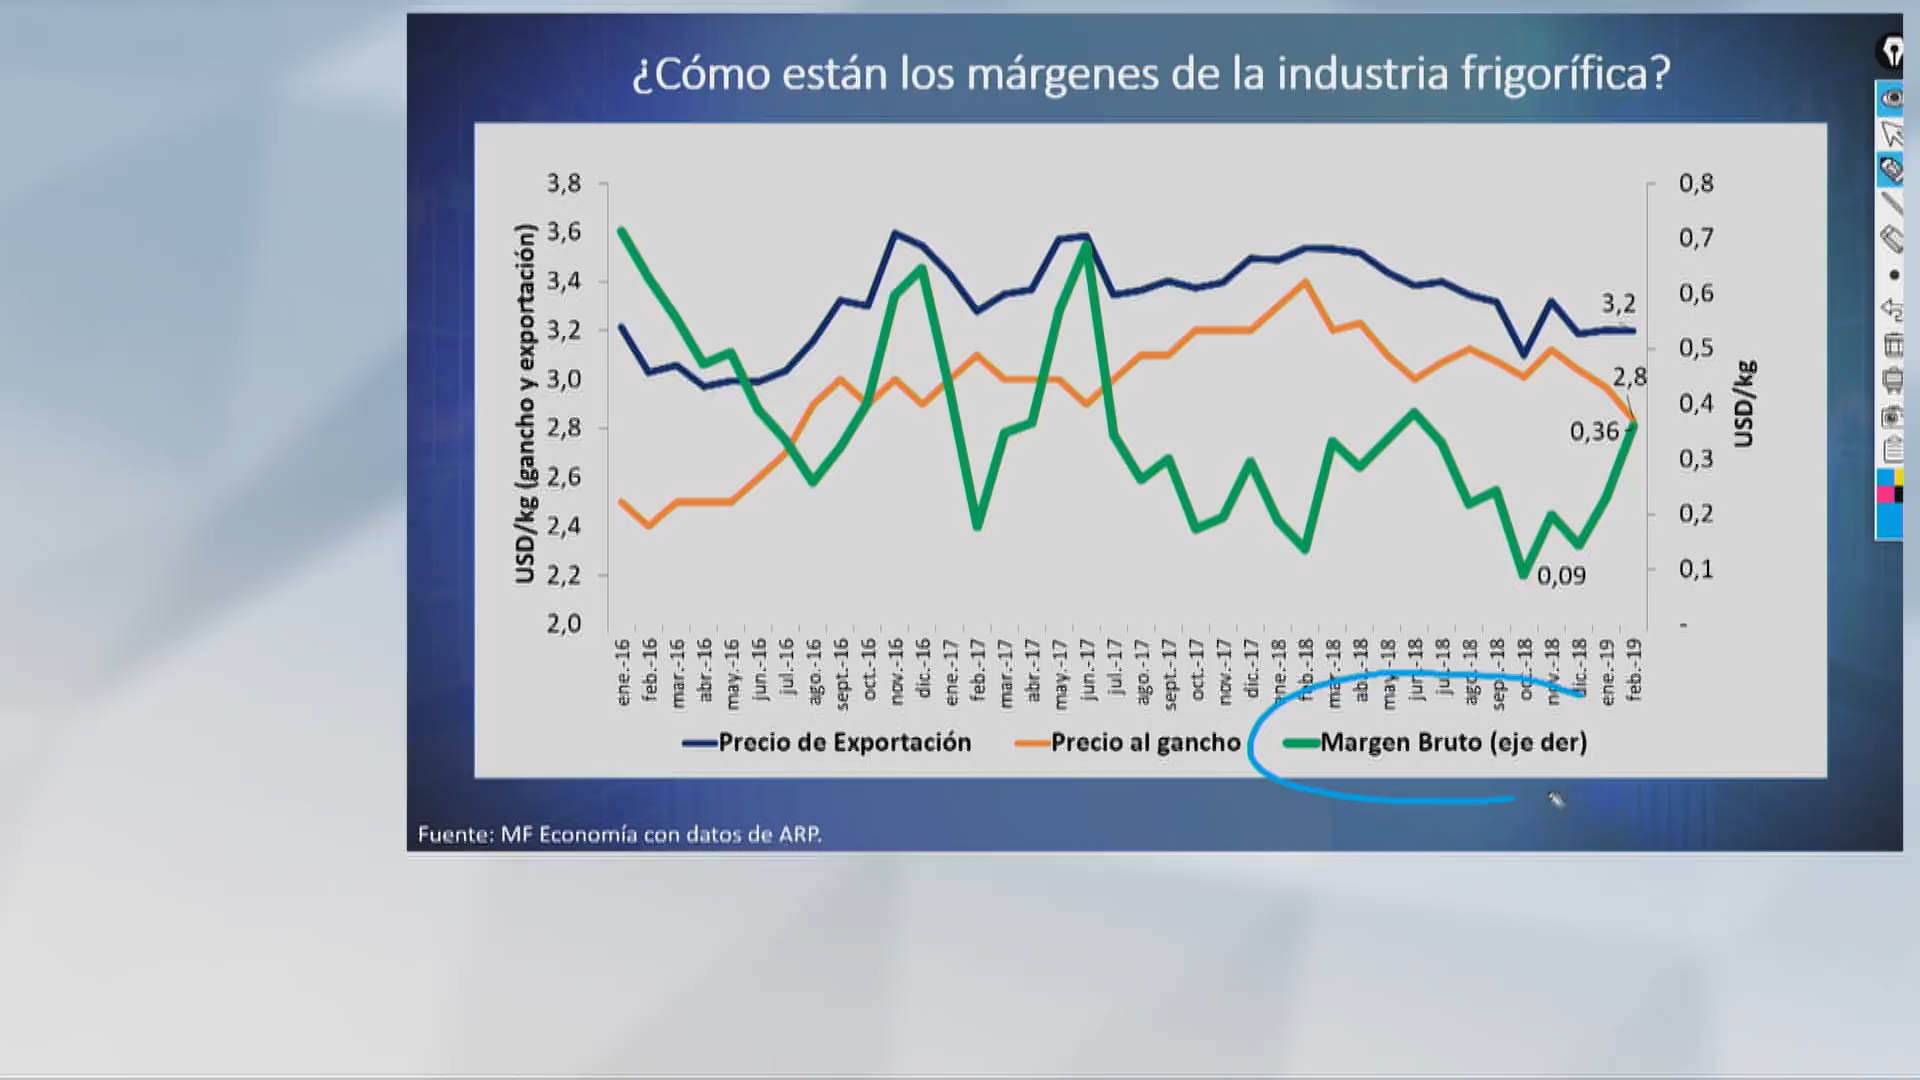 ¿Cómo están los márgenes de la industria frigorífica?
USD/kg (gancho y exportación)
3,8
3,6
3,4
3,2
3,0
2,8
2,6
2,4
2,2
2,0
0,8
0,7
0,6
0,5
0,4
0,3
0,2
0,1
-
USD/kg
3,2
2,8
0,36
0,09
ene.-16
feb.-16
mar.-16
abr.-16
may.-16
jun.-16
jul.-16
ago.-16
sept.-16
oct.-16
nov.-16
dic.-16
ene.-17
feb.-17
mar.-17
abr.-17
may.-17
jun.-17
jul.-17
ago.-17
sept.-17
oct.-17
nov.-17
dic.-17
ene.-18
feb.-18
mar.-18
abr.-18
may.-18
jun.-18
jul.-18
ago.-18
sept.-18
oct.-18
nov.-18
dic.-18
ene.-19
feb.-19
Precio de Exportación
Precio al gancho
Margen Bruto (eje der)
Fuente: MF Economía con datos de ARP.